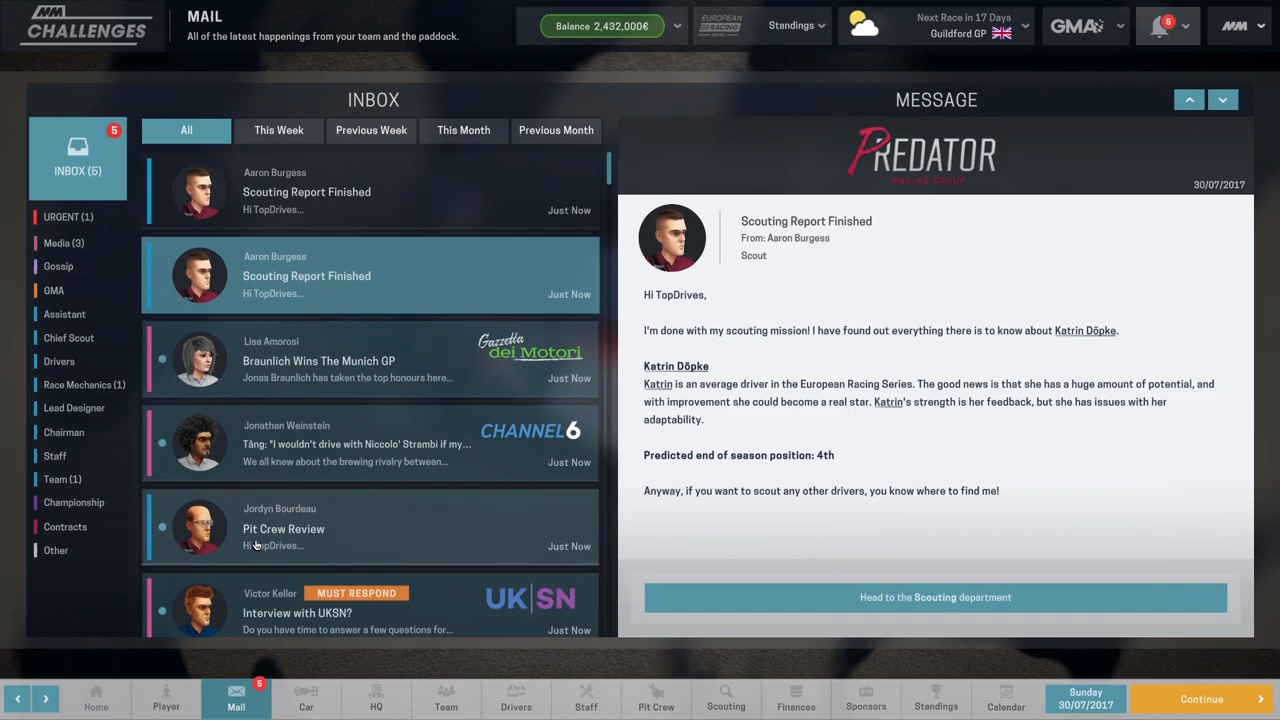 MM CHALLENGES
MAIL
All of the latest happenings from your team and the paddock.
Balance 2,432,000€
EUROPEAN
RACING
SERIES
Standings
Next Race in 17 Days
Guildford GP
GMA
5
MM
INBOX
MESSAGE
5
INBOX (5)
URGENT (1)
Media (3)
Gossip
GMA
Assistant
Chief Scout
Drivers
Race Mechanics (1)
Lead Designer
Chairman
Staff
Team (1)
Championship
Contracts
Other
All
This Week
Previous Week
This Month
Previous Month
Aaron Burgess
Scouting Report Finished
Hi TopDrives...
Just Now
Aaron Burgess
Scouting Report Finished
Hi TopDrives...
Just Now
Lisa Amorosi
Braunlich Wins The Munich GP
Jonas Braunlich has taken the top honours here...
Gazzetta
dei Motori
Just Now
Jonathan Weinstein
Tâng: "I wouldn't drive with Niccolo' Strambi if my...
We all knew about the brewing rivalry between...
CHANNEL6
Just Now
Jordyn Bourdeau
Pit Crew Review
Hi TopDrives...
Just Now
Victor Keller MUST RESPOND
Interview with UKSN?
Do you have time to answer a few questions for...
UK|SN
Just Now
PREDATOR
RACING GROUP
30/07/2017
Scouting Report Finished
From: Aaron Burgess
Scout
Hi TopDrives,
I'm done with my scouting mission! I have found out everything there is to know about Katrin Döpke.
Katrin Döpke
Katrin is an average driver in the European Racing Series. The good news is that she has a huge amount of potential, and
with improvement she could become a real star. Katrin's strength is her feedback, but she has issues with her
adaptability.
Predicted end of season position: 4th
Anyway, if you want to scout any other drivers, you know where to find me!
Head to the Scouting department
Home
Player
Mail
5
Car
HQ
Team
Drivers
Staff
Pit Crew
Scouting
Finances
Sponsors
Standings
Calendar
Sunday
30/07/2017
Continue